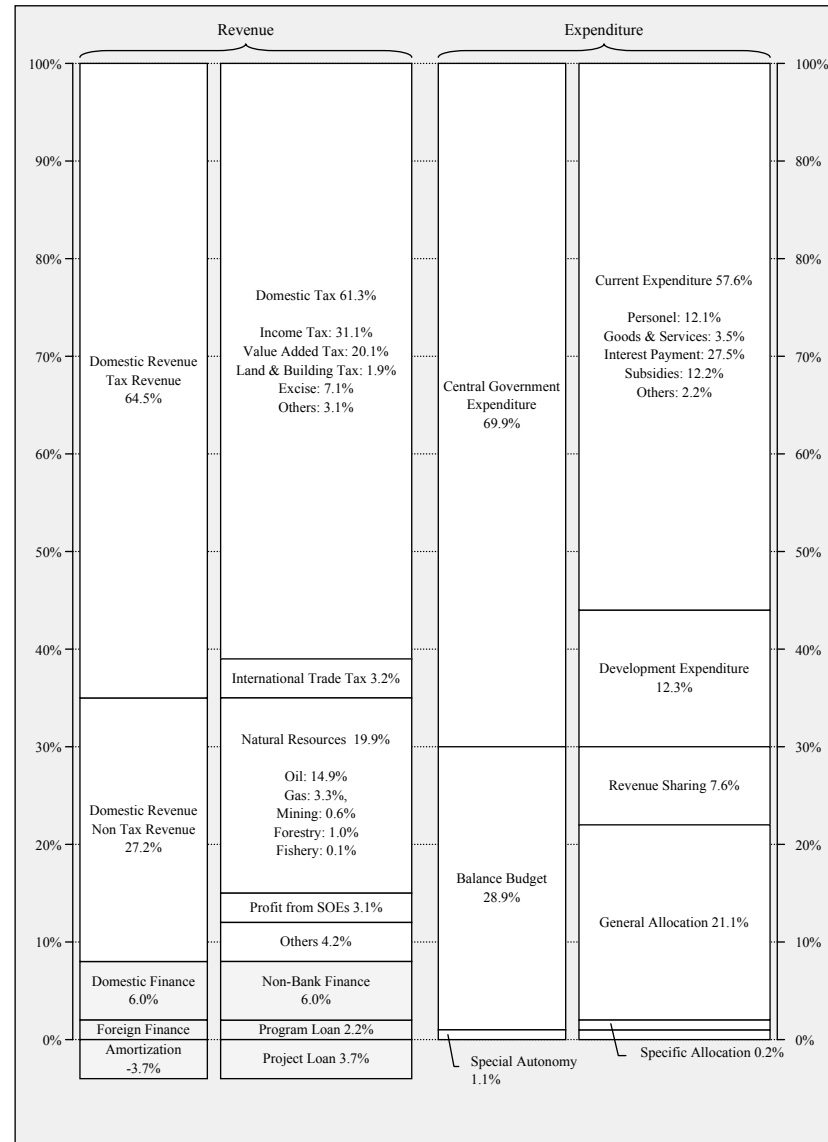 Revenue
Expenditure
100%
90%
80%
70%
60%
50%
40%
30%
20%
10%
0%
Domestic Revenue
Tax Revenue
64.5%
Domestic Revenue
Non Tax Revenue
27.2%
Domestic Finance
6.0%
Foreign Finance
Amortization
-3.7%
Domestic Tax 61.3%
Income Tax: 31.1%
Value Added Tax: 20.1%
Land & Building Tax: 1.9%
Excise: 7.1%
Others: 3.1%
International Trade Tax 3.2%
Natural Resources 19.9%
Oil: 14.9%
Gas: 3.3%,
Mining: 0.6%
Forestry: 1.0%
Fishery: 0.1%
Profit from SOEs 3.1%
Others 4.2%
Non-Bank Finance
6.0%
Program Loan 2.2%
Project Loan 3.7%
Central Government
Expenditure
69.9%
Balance Budget
28.9%
Special Autonomy
1.1%
Current Expenditure 57.6%
Personel: 12.1%
Goods & Services: 3.5%
Interest Payment: 27.5%
Subsidies: 12.2%
Others: 2.2%
Development Expenditure
12.3%
Revenue Sharing 7.6%
General Allocation 21.1%
Specific Allocation 0.2%
100%
90%
80%
70%
60%
50%
40%
30%
20%
10%
0%